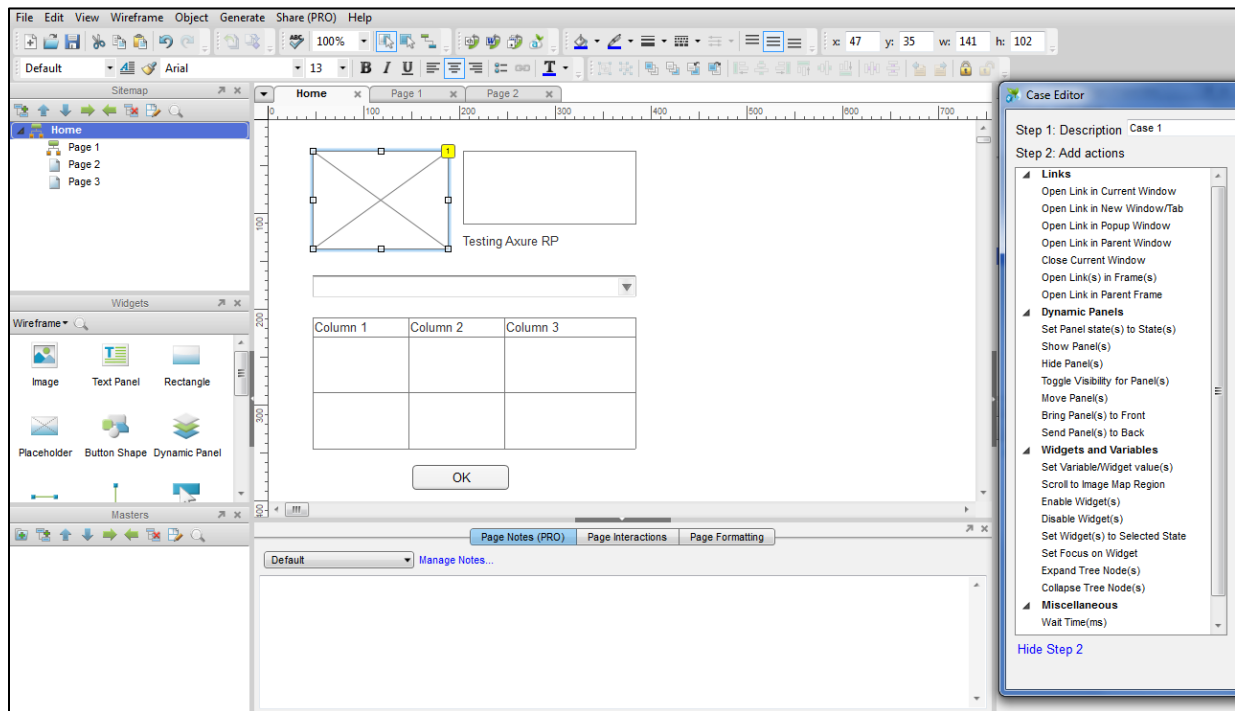 File Edit View Wireframe Object Generate Share (PRO) Help
ABC 100% x: 47 y: 35 w: 141 h: 102
Default Arial 13 B I U T
Sitemap
Home
Page 1
Page 2
Page 3
Widgets
Wireframe
Image Text Panel Rectangle
Placeholder Button Shape Dynamic Panel
Masters
Home Page 1 Page 2
0 100 200 300 400 500 600 700
100
200
300
400
1
Testing Axure RP
Column 1 Column 2 Column 3
OK
Page Notes (PRO) Page Interactions Page Formatting
Default Manage Notes...
Case Editor
Step 1: Description Case 1
Step 2: Add actions
Links
Open Link in Current Window
Open Link in New Window/Tab
Open Link in Popup Window
Open Link in Parent Window
Close Current Window
Open Link(s) in Frame(s)
Open Link in Parent Frame
Dynamic Panels
Set Panel state(s) to State(s)
Show Panel(s)
Hide Panel(s)
Toggle Visibility for Panel(s)
Move Panel(s)
Bring Panel(s) to Front
Send Panel(s) to Back
Widgets and Variables
Set Variable/Widget value(s)
Scroll to Image Map Region
Enable Widget(s)
Disable Widget(s)
Set Widget(s) to Selected State
Set Focus on Widget
Expand Tree Node(s)
Collapse Tree Node(s)
Miscellaneous
Wait Time(ms)
Hide Step 2